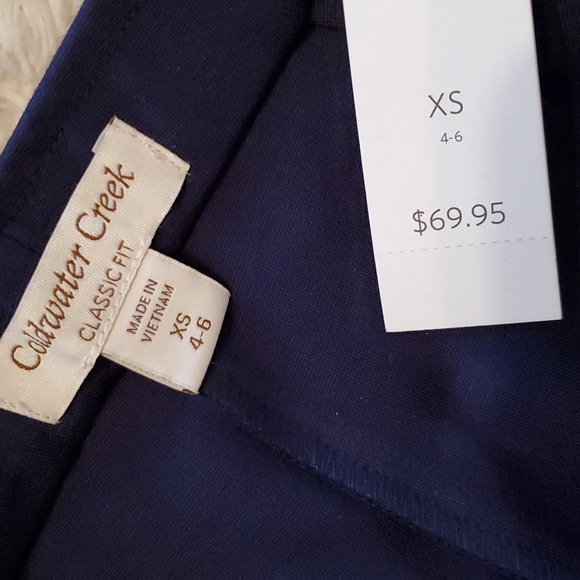 Coldwater Creek
CLASSIC FIT
MADE IN
VIETNAM
XS
4-6
XS
4-6
$69.95